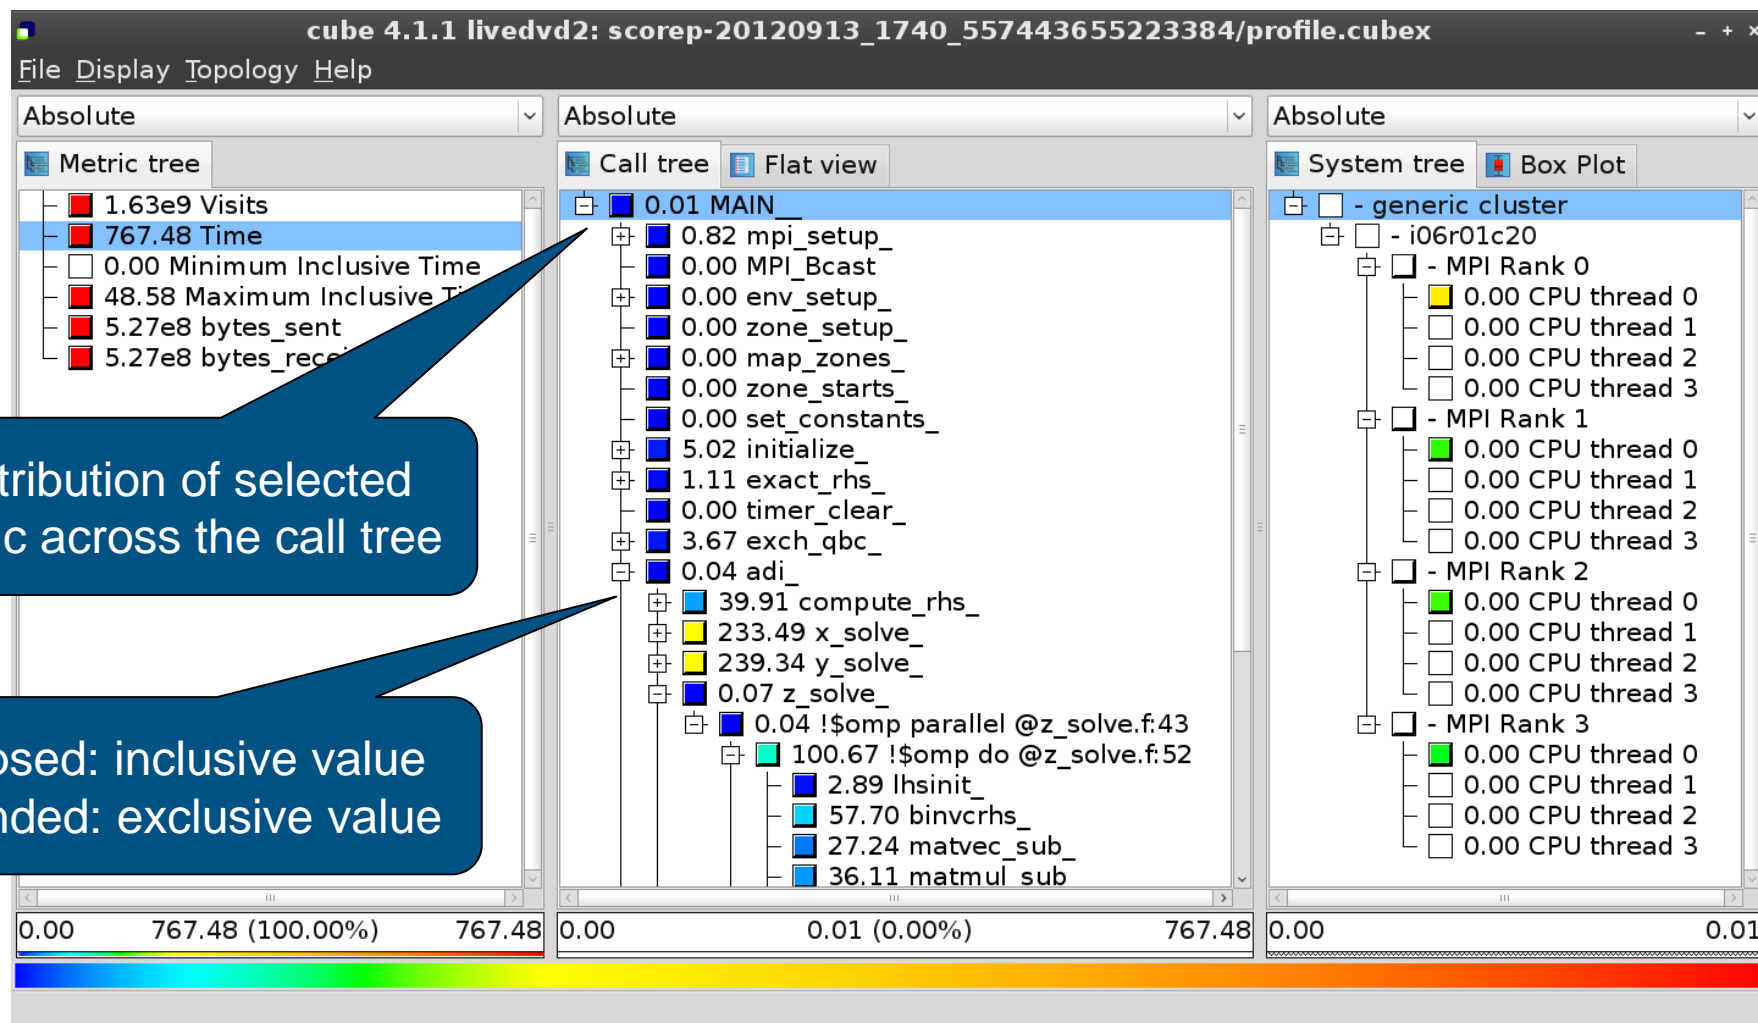 cube 4.1.1 livedvd2: scorep-20120913_1740_557443655223384/profile.cubex
File Display Topology Help
Absolute
Metric tree
1.63e9 Visits
767.48 Time
0.00 Minimum Inclusive Time
48.58 Maximum Inclusive
5.27e8 bytes_sent
5.27e8
of selected
across the call tree
inclusive value
exclusive value
0.00 767.48 (100.00%) 767.48
Absolute
Call tree Flat view
0.01 MAIN__
0.82 mpi_setup_
0.00 MPI_Bcast
0.00 env_setup_
0.00 zone_setup_
0.00 map_zones_
0.00 zone_starts_
0.00 set_constants_
5.02 initialize_
1.11 exact_rhs_
0.00 timer_clear_
3.67 exch_qbc_
0.04 adi_
39.91 compute_rhs_
233.49 x_solve_
239.34 y_solve_
0.07 z_solve_
0.04 !$omp parallel @z_solve.f:43
100.67 !$omp do @z_solve.f:52
2.89 lhsinit_
57.70 binvcrhs_
27.24 matvec_sub_
36.11 matmul_sub
0.00 0.01 (0.00%) 767.48
Absolute
System tree Box Plot
- generic cluster
- i06r01c20
- MPI Rank 0
0.00 CPU thread 0
0.00 CPU thread 1
0.00 CPU thread 2
0.00 CPU thread 3
- MPI Rank 1
0.00 CPU thread 0
0.00 CPU thread 1
0.00 CPU thread 2
0.00 CPU thread 3
- MPI Rank 2
0.00 CPU thread 0
0.00 CPU thread 1
0.00 CPU thread 2
0.00 CPU thread 3
- MPI Rank 3
0.00 CPU thread 0
0.00 CPU thread 1
0.00 CPU thread 2
0.00 CPU thread 3
0.00 0.01